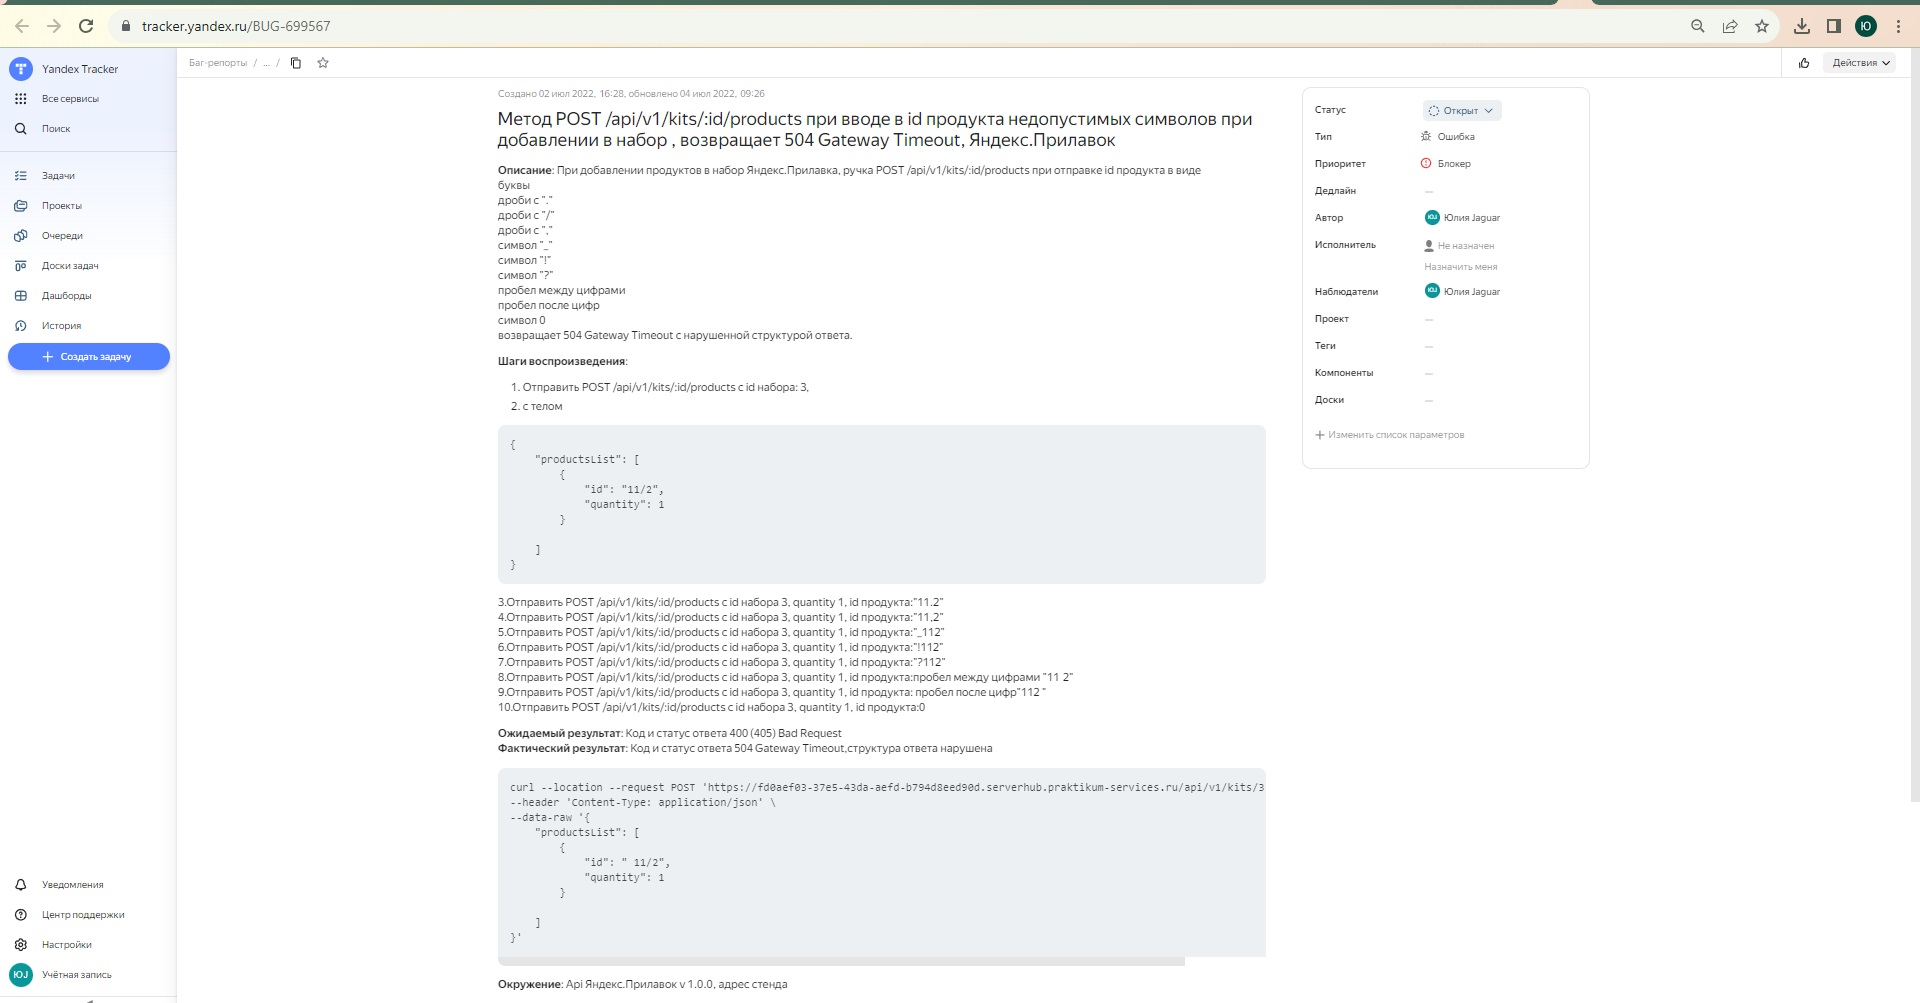 tracker.yandex.ru/BUG-699567
Ю
Yandex Tracker
Все сервисы
Поиск
Задачи
Проекты
Очереди
Доски задач
Дашборды
История
Создать задачу
Уведомления
Центр поддержки
Настройки
ЮJ Учётная запись
Баг-репорты / ... /
Действия
Создано 02 июл 2022, 16:28, обновлено 04 июл 2022, 09:26
Метод POST /api/v1/kits/:id/products при вводе в id продукта недопустимых символов при
добавлении в набор , возвращает 504 Gateway Timeout, Яндекс.Прилавок
Описание: При добавлении продуктов в набор Яндекс.Прилавка, ручка POST /api/v1/kits/:id/products при отправке id продукта в виде
буквы
дроби с "."
дроби с "/"
дроби с ","
символ "_"
символ "!"
символ "?"
пробел между цифрами
пробел после цифр
символ 0
возвращает 504 Gateway Timeout с нарушенной структурой ответа.
Шаги воспроизведения:
1. Отправить POST /api/v1/kits/:id/products с id набора: 3,
2. с телом
{
"productsList": [
{
"id": "11/2",
"quantity": 1
}
]
}
3.Отправить POST /api/v1/kits/:id/products с id набора 3, quantity 1, id продукта:"11.2"
4.Отправить POST /api/v1/kits/:id/products с id набора 3, quantity 1, id продукта:"11,2"
5.Отправить POST /api/v1/kits/:id/products с id набора 3, quantity 1, id продукта:"_112"
6.Отправить POST /api/v1/kits/:id/products с id набора 3, quantity 1, id продукта:"!112"
7.Отправить POST /api/v1/kits/:id/products с id набора 3, quantity 1, id продукта:"?112"
8.Отправить POST /api/v1/kits/:id/products с id набора 3, quantity 1, id продукта:пробел между цифрами "11 2"
9.Отправить POST /api/v1/kits/:id/products с id набора 3, quantity 1, id продукта: пробел после цифр"112 "
10.Отправить POST /api/v1/kits/:id/products с id набора 3, quantity 1, id продукта:0
Ожидаемый результат: Код и статус ответа 400 (405) Bad Request
Фактический результат: Код и статус ответа 504 Gateway Timeout,структура ответа нарушена
curl --location --request POST 'https://fd0aef03-37e5-43da-aefd-b794d8eed90d.serverhub.praktikum-services.ru/api/v1/kits/3
--header 'Content-Type: application/json' \
--data-raw '{
"productsList": [
{
"id": " 11/2",
"quantity": 1
}
]
}'
Окружение: Api Яндекс.Прилавок v 1.0.0, адрес стенда
Статус Открыт
Тип Ошибка
Приоритет Блокер
Дедлайн —
Автор ЮJ Юлия Jaguar
Исполнитель Не назначен
Назначить меня
Наблюдатели ЮJ Юлия Jaguar
Проект —
Теги —
Компоненты —
Доски —
Изменить список параметров